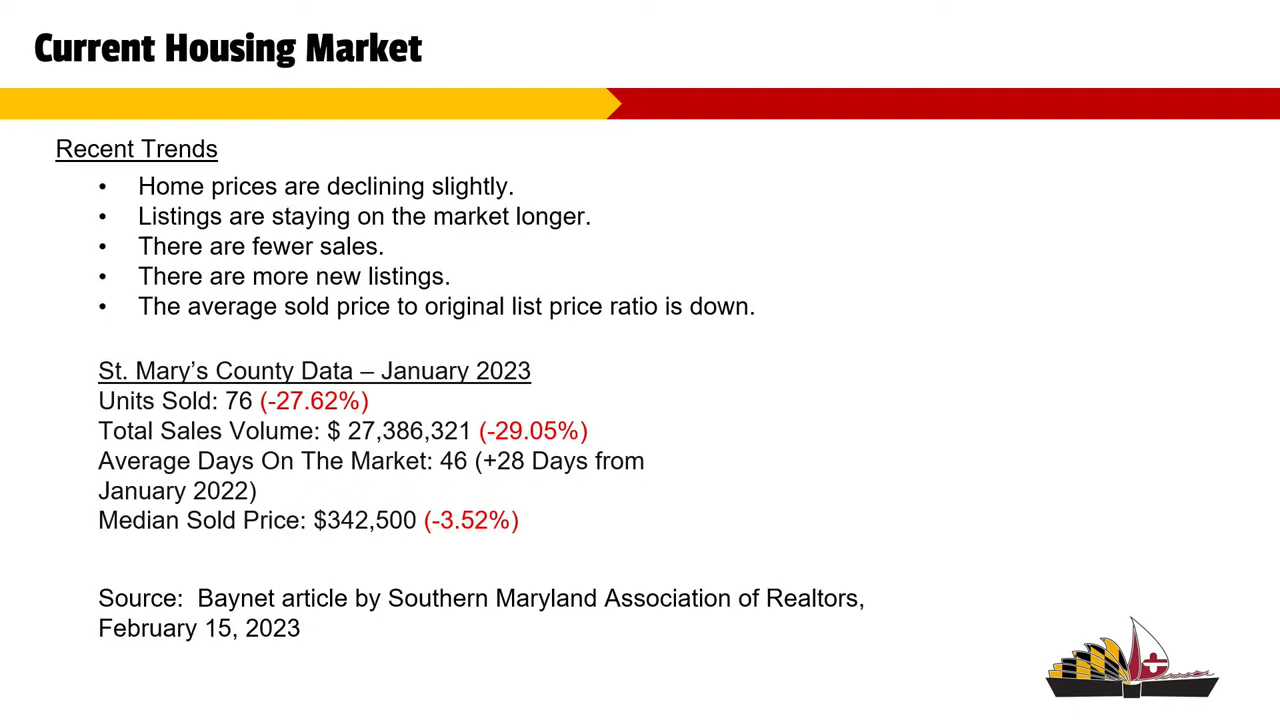 Current Housing Market
Recent Trends
• Home prices are declining slightly.
• Listings are staying on the market longer.
• There are fewer sales.
• There are more new listings.
• The average sold price to original list price ratio is down.
St. Mary’s County Data – January 2023
Units Sold: 76 (-27.62%)
Total Sales Volume: $ 27,386,321 (-29.05%)
Average Days On The Market: 46 (+28 Days from
January 2022)
Median Sold Price: $342,500 (-3.52%)
Source:  Baynet article by Southern Maryland Association of Realtors,
February 15, 2023